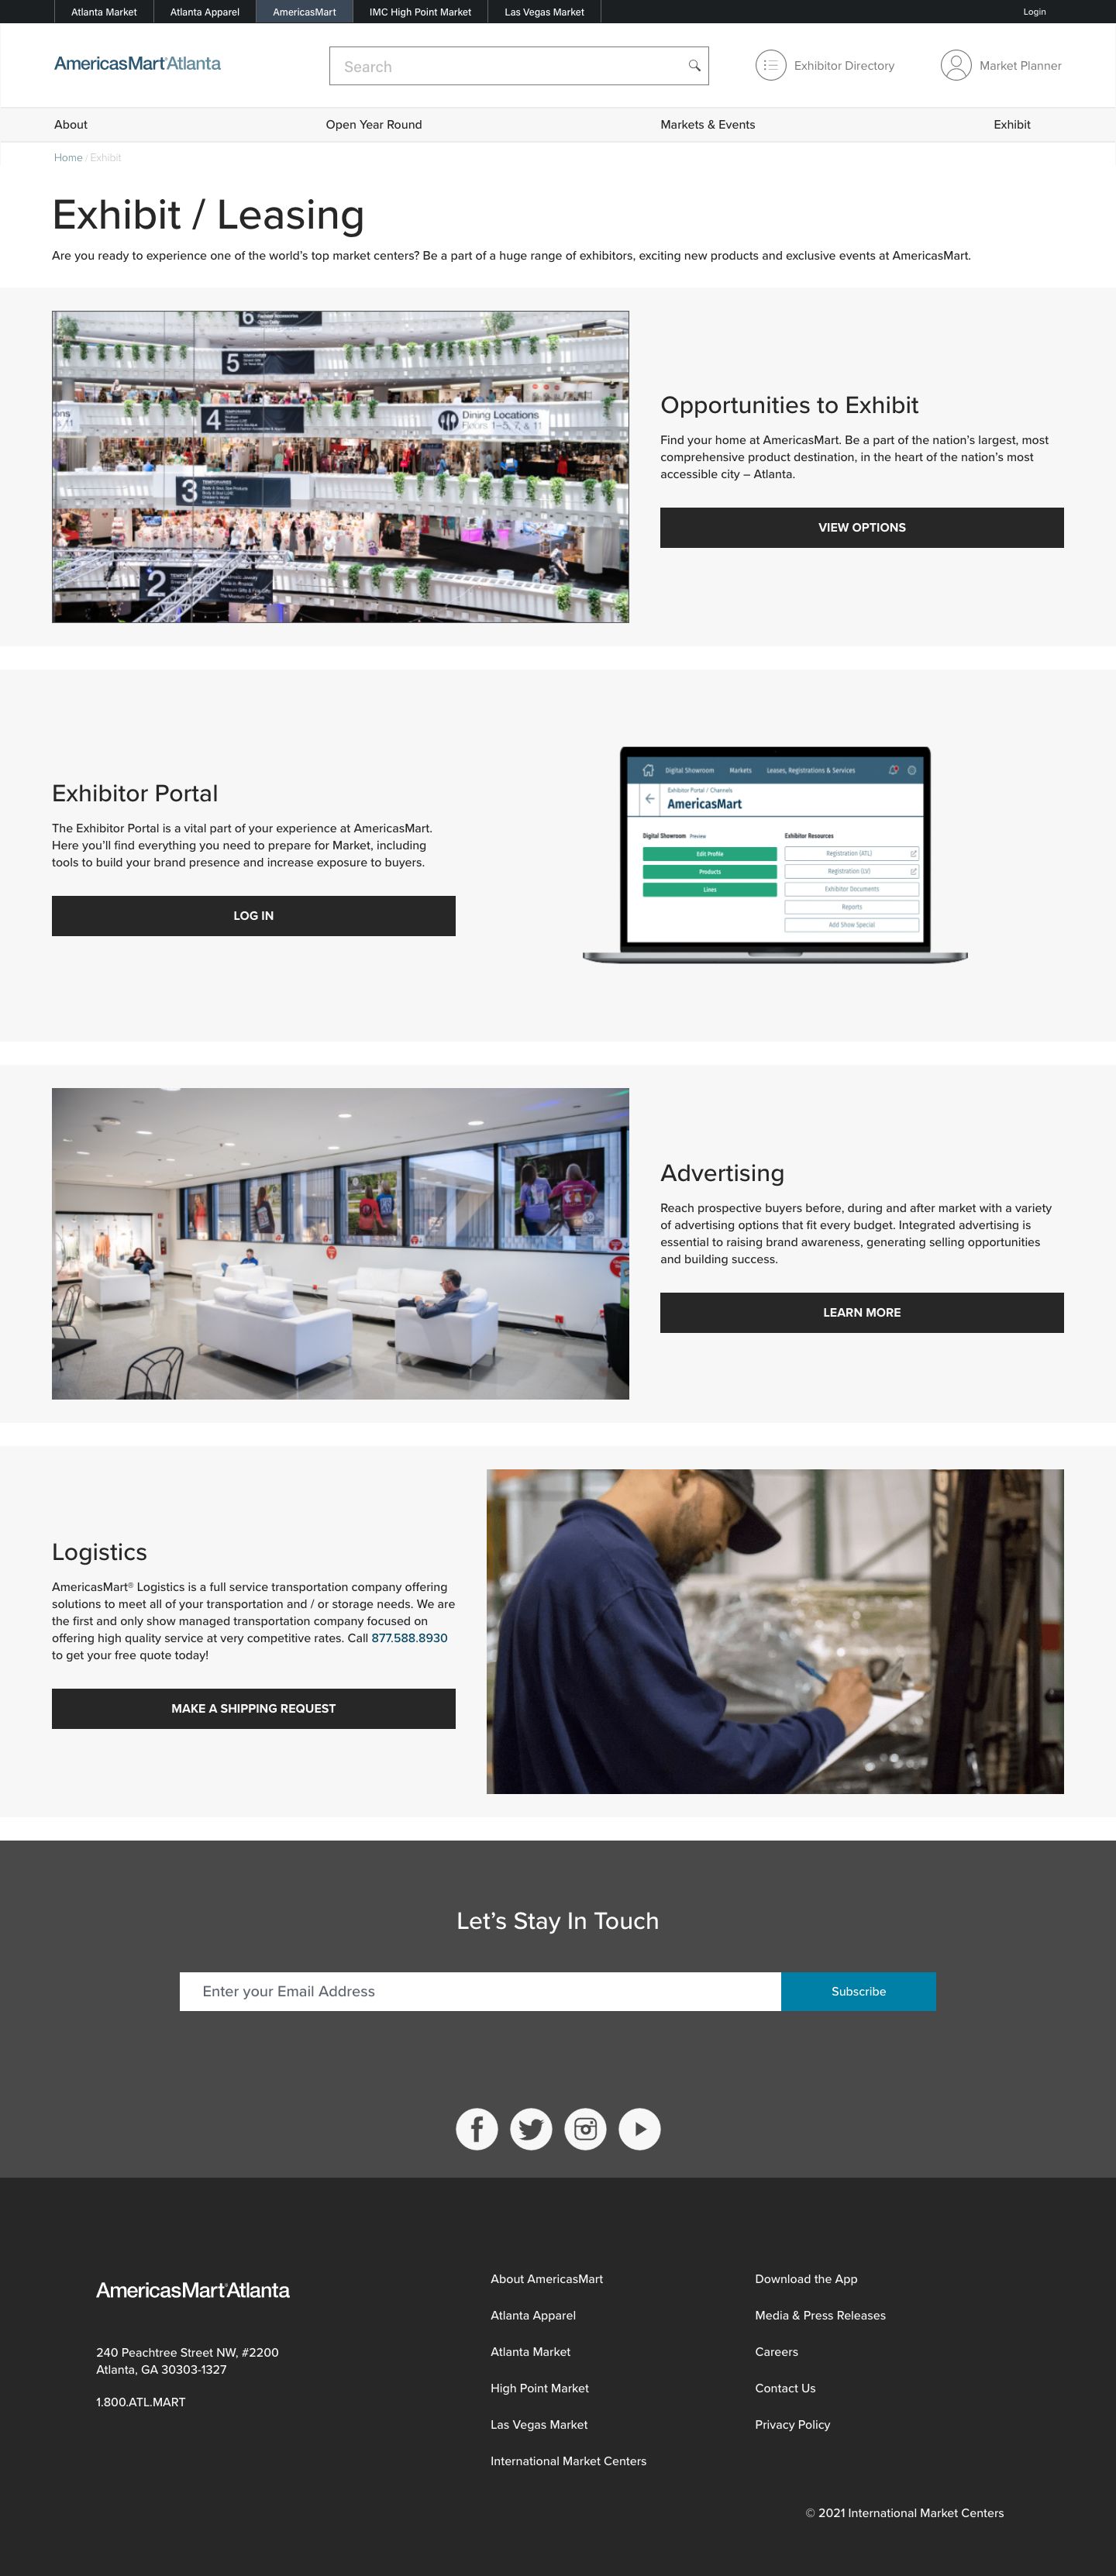 Atlanta Market
Atlanta Apparel
AmericasMart
IMC High Point Market
Las Vegas Market
Login
AmericasMart®Atlanta
Search
Exhibitor Directory
Market Planner
About
Open Year Round
Markets & Events
Exhibit
Home / Exhibit
Exhibit / Leasing
Are you ready to experience one of the world’s top market centers? Be a part of a huge range of exhibitors, exciting new products and exclusive events at AmericasMart.
6
5
TEMPORARIES
4
TEMPORARIES
Dining Locations
Floors 1–5, 7, & 11
3
TEMPORARIES
2
Opportunities to Exhibit
Find your home at AmericasMart. Be a part of the nation’s largest, most
comprehensive product destination, in the heart of the nation’s most
accessible city – Atlanta.
VIEW OPTIONS
Exhibitor Portal
The Exhibitor Portal is a vital part of your experience at AmericasMart.
Here you’ll find everything you need to prepare for Market, including
tools to build your brand presence and increase exposure to buyers.
LOG IN
Digital Showroom
Markets
Leases, Registrations & Services
Exhibitor Portal / Channels
AmericasMart
Digital Showroom Preview
Edit Profile
Products
Lines
Exhibitor Resources
Registration (ATL)
Registration (LV)
Exhibitor Documents
Reports
Add Show Special
Advertising
Reach prospective buyers before, during and after market with a variety
of advertising options that fit every budget. Integrated advertising is
essential to raising brand awareness, generating selling opportunities
and building success.
LEARN MORE
Logistics
AmericasMart® Logistics is a full service transportation company offering
solutions to meet all of your transportation and / or storage needs. We are
the first and only show managed transportation company focused on
offering high quality service at very competitive rates. Call 877.588.8930
to get your free quote today!
MAKE A SHIPPING REQUEST
Let’s Stay In Touch
Enter your Email Address
Subscribe
AmericasMart®Atlanta
240 Peachtree Street NW, #2200
Atlanta, GA 30303-1327
1.800.ATL.MART
About AmericasMart
Atlanta Apparel
Atlanta Market
High Point Market
Las Vegas Market
International Market Centers
Download the App
Media & Press Releases
Careers
Contact Us
Privacy Policy
© 2021 International Market Centers